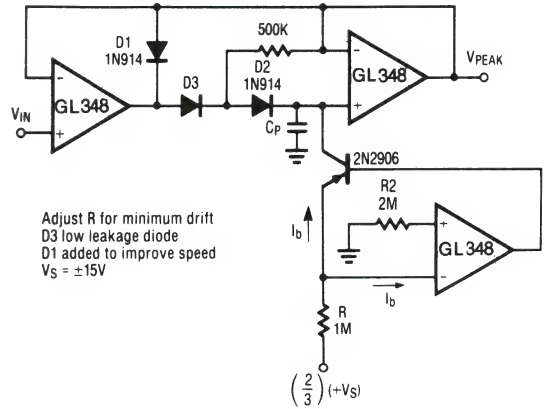 500K
D1
1N914
D3
D2
1N914
-
GL348
+
VIN
-
GL348
+
VPEAK
CP
2N2906
R2
2M
+
GL348
-
Ib
Ib
R
1M
(2/3) (+VS)
Adjust R for minimum drift
D3 low leakage diode
D1 added to improve speed
VS = ±15V